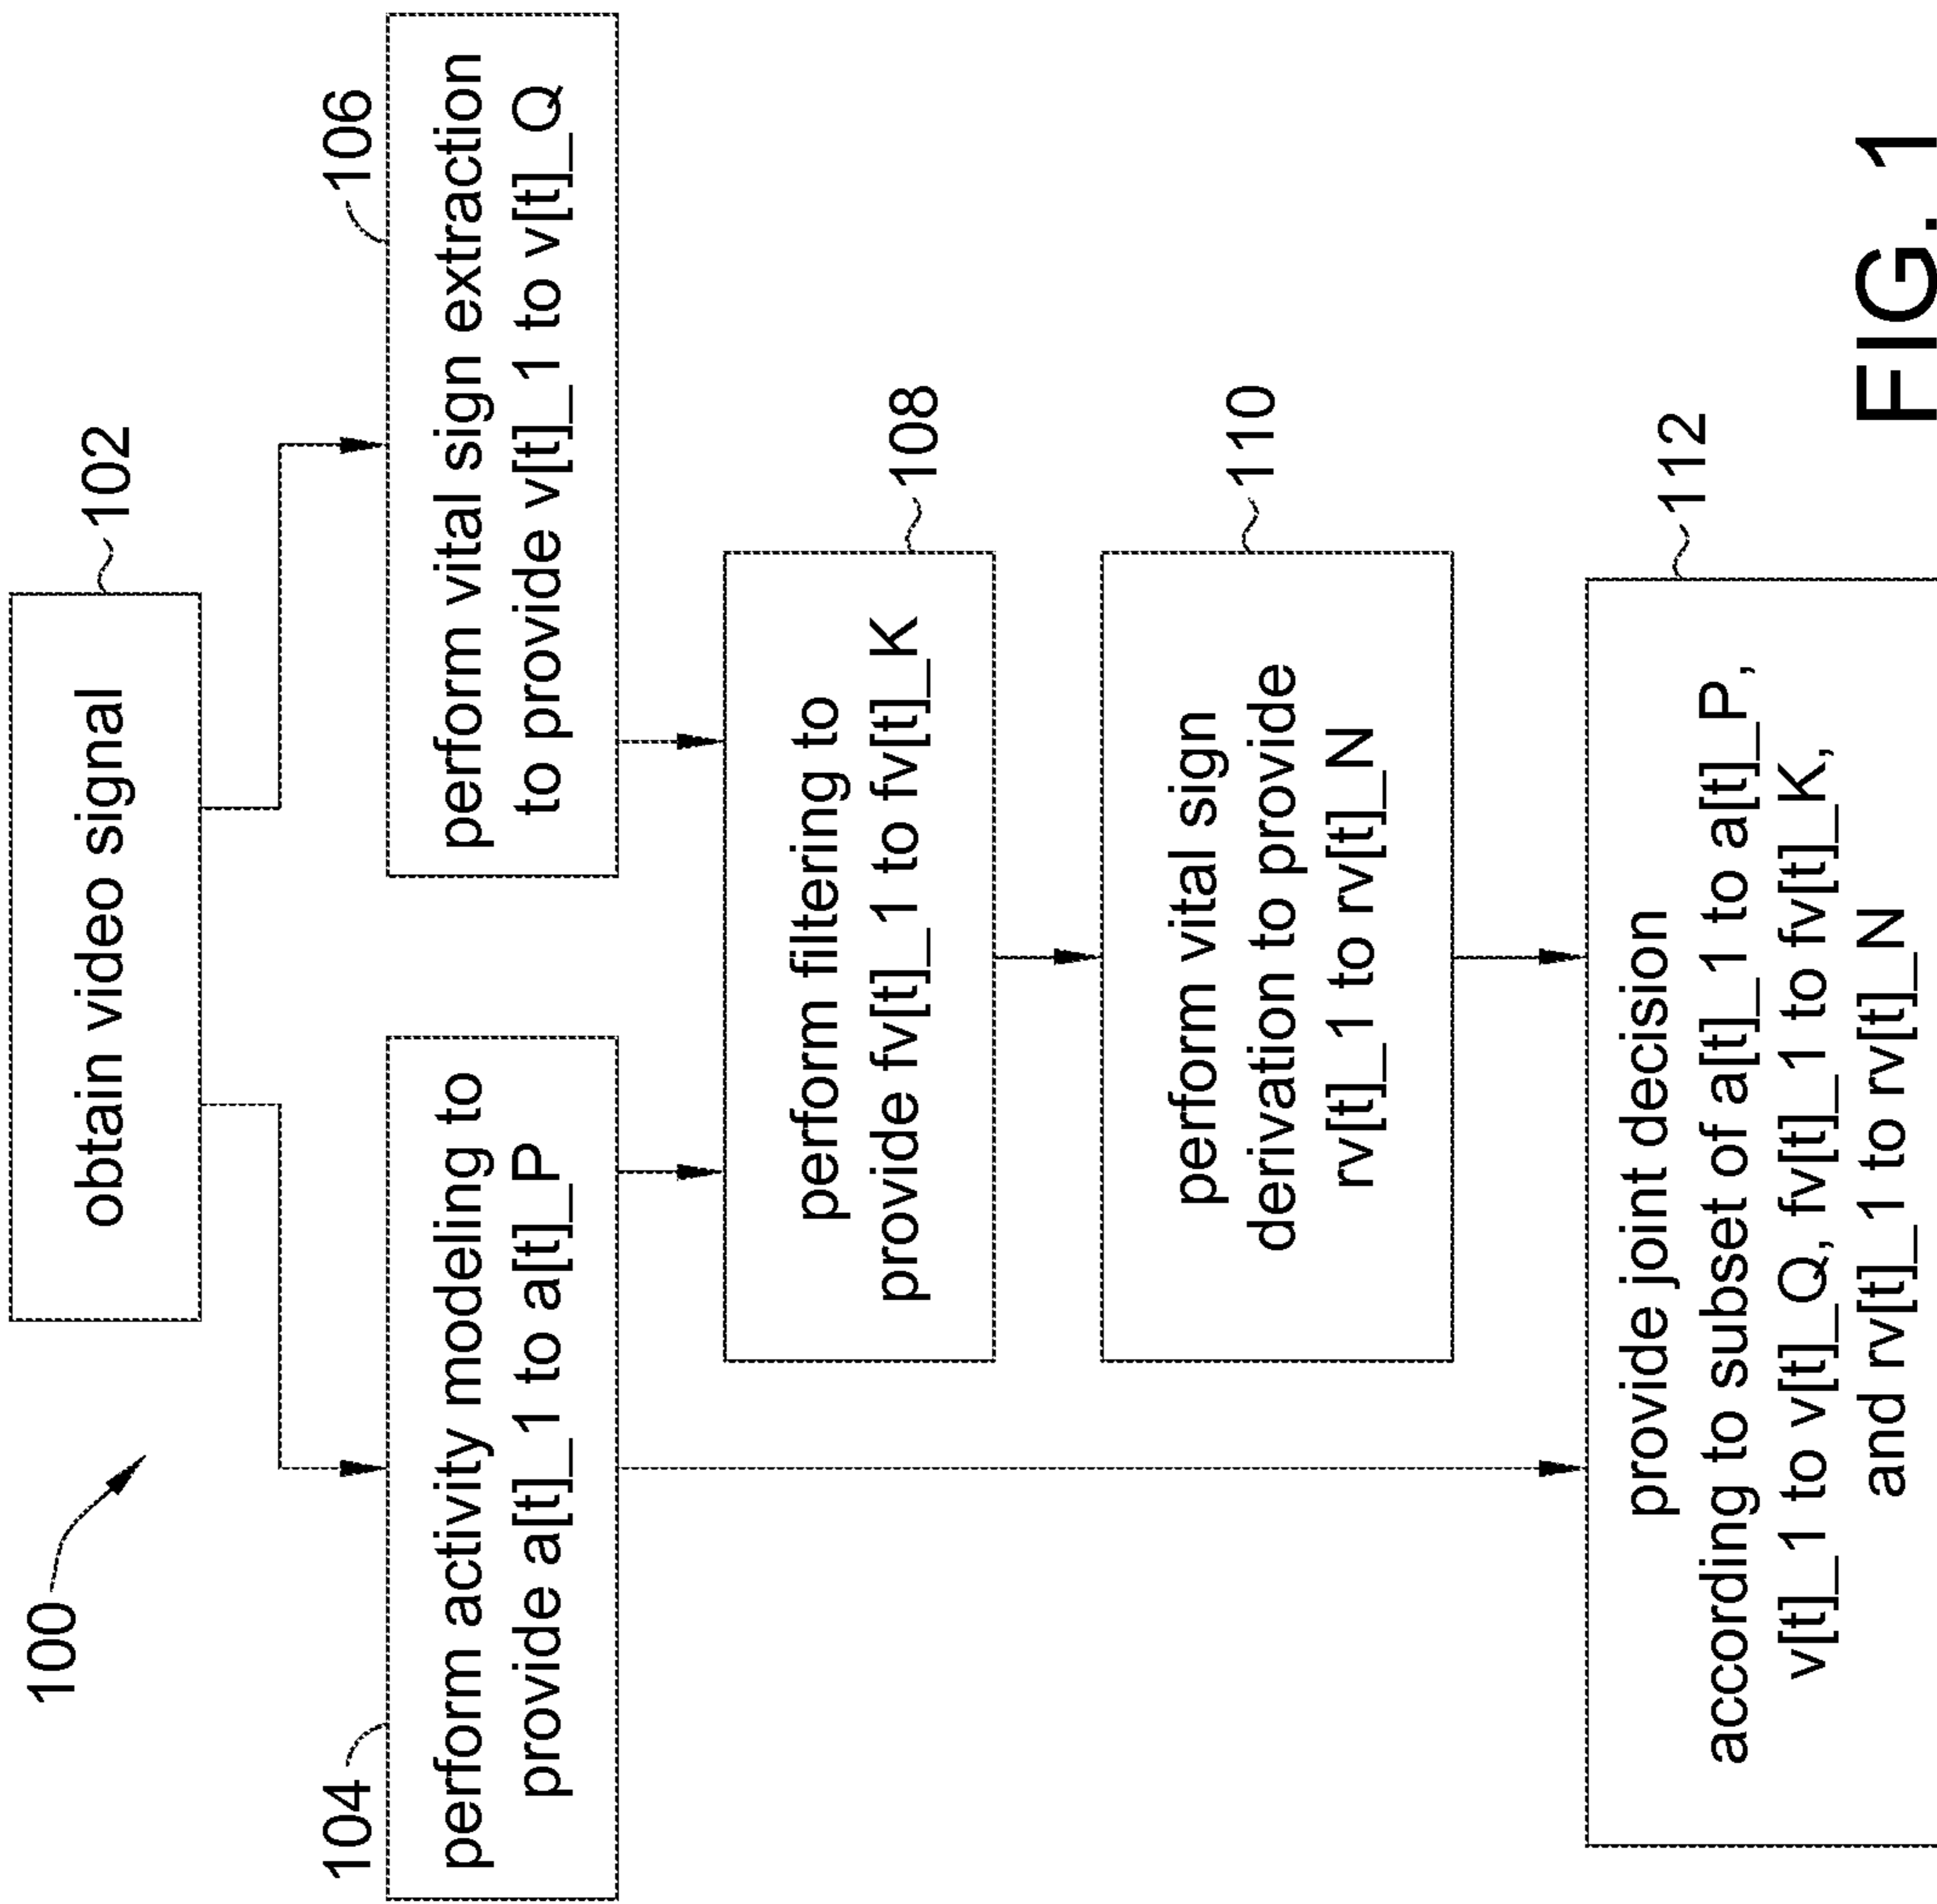 100
obtain video signal
102
104
perform activity modeling to
provide a[t]_1 to a[t]_P
106
perform vital sign extraction
to provide v[t]_1 to v[t]_Q
perform filtering to
provide fv[t]_1 to fv[t]_K
108
perform vital sign
derivation to provide
rv[t]_1 to rv[t]_N
110
provide joint decision
according to subset of a[t]_1 to a[t]_P,
v[t]_1 to v[t]_Q, fv[t]_1 to fv[t]_K,
and rv[t]_1 to rv[t]_N
112
FIG. 1